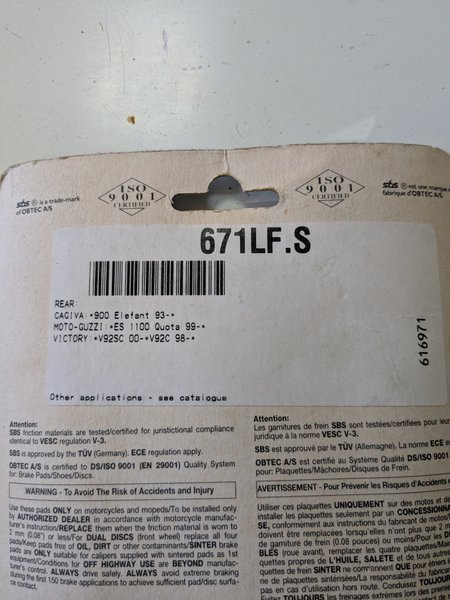 sbs ® is a trade-mark
of OBTEC A/S
ISO
9001
CERTIFIED
ISO
9001
CERTIFIED
sbs ® est une marque
fabrique d'OBTEC A/S
671LF.S
REAR
CAGIVA:*900 Elefant 93-*
MOTO-GUZZI:*ES 1100 Quota 99-*
VICTORY:*V92SC 00-*V92C 98-*
616971
Other applications - see catalogue
Attention:
SBS friction materials are tested/certified for juristictional compliance
identical to VESC regulation V-3.
SBS is approved by the TÜV (Germany). ECE regulation apply.
OBTEC A/S is certified to DS/ISO 9001 (EN 29001) Quality System
for Brake Pads/Shoes/Discs.
WARNING - To Avoid The Risk of Accidents and Injury
Use these pads ONLY on motorcycles and mopeds/To be installed only
by AUTHORIZED DEALER in accordance with motorcycle manufac-
turer's instruction/REPLACE them when the friction material is worn to
2 mm (0.08") or less/For DUAL DISCS (front wheel) replace all four
pads/Keep pads free of OIL, DIRT or other contaminants/SINTER brake
pads are ONLY suitable for calipers supplied with sintered pads as 1st
equipment/Conditions for OFF HIGHWAY USE are BEYOND manufac-
turer's control. ALWAYS drive safely. ALWAYS avoid extreme braking
during the first 150 brake applications to achieve sufficient pad/disc surfa-
ce contact.
Attention:
Les garnitures de frein SBS sont testées/certifiées pour leur
juridique à la norme VESC V-3.
SBS est approuvé par le TÜV (Allemagne). La norme ECE
OBTEC A/S est certifié au Système Qualité DS/ISO 9001
pour: Plaquettes/Mâchoires/Disques de Frein.
AVERTISSEMENT - Pour Prévenir les Risques d'Accidents
Utiliser ces plaquettes UNIQUEMENT sur des motos et de
installer les plaquettes seulement par un CONCESSIONNA
SE, conformément aux instructions du fabricant de motos/D
doivent être remplacées lorsqu'elles n'ont plus que 2 m
de garniture de frein (0,08 pouces) ou moins/Pour les DI
BLÉS (roue avant), remplacer les quatre plaquettes/Mai
plaquettes propres de L'HUILE, SALETE et de autres
tes de frein SINTER ne conviennent QUE pour étriers
ne de plaquettes sintérisées/La responsabilité du fabrican
pas en cas d'utilisation hors route. Conduisez TOUJOURS
Evitez TOUJOURS les freinages extrêmes lors des